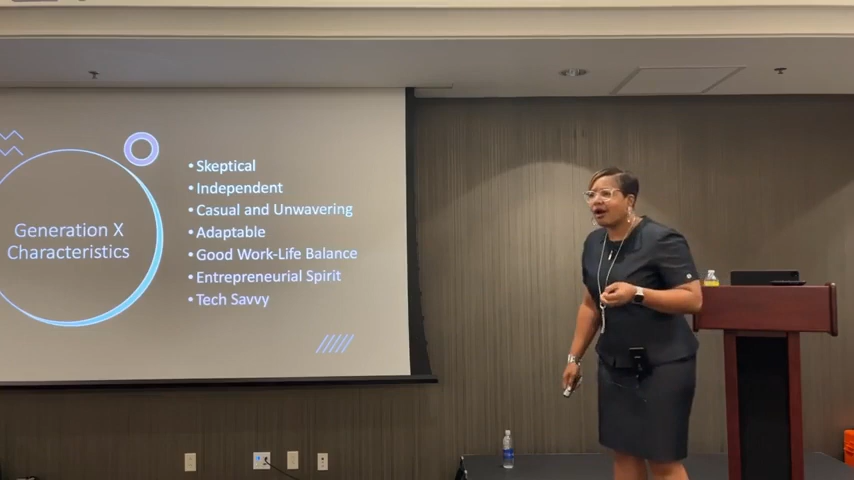 Generation X
Characteristics
• Skeptical
• Independent
• Casual and Unwavering
• Adaptable
• Good Work-Life Balance
• Entrepreneurial Spirit
• Tech Savvy